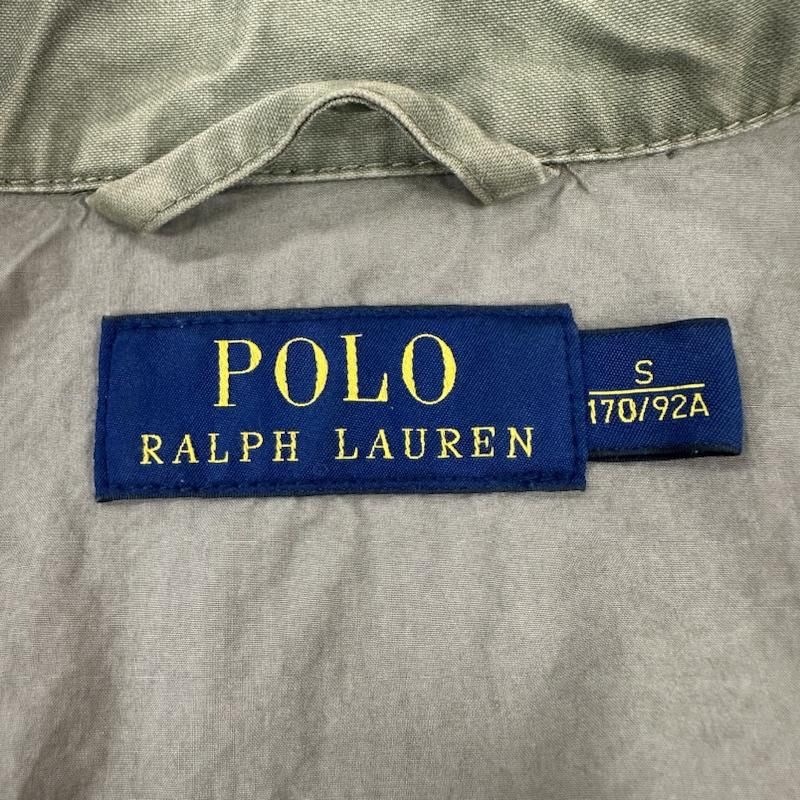 POLO
RALPH LAUREN
S
170/92A